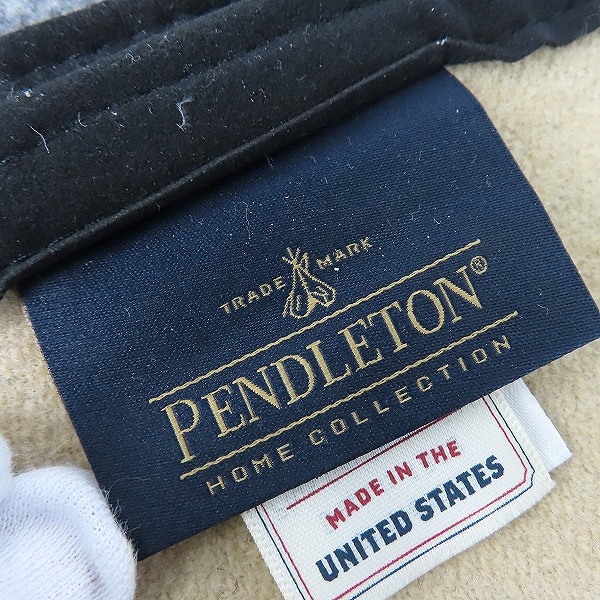 TRADE MARK
PENDLETON®
HOME COLLECTION
MADE IN THE
UNITED STATES